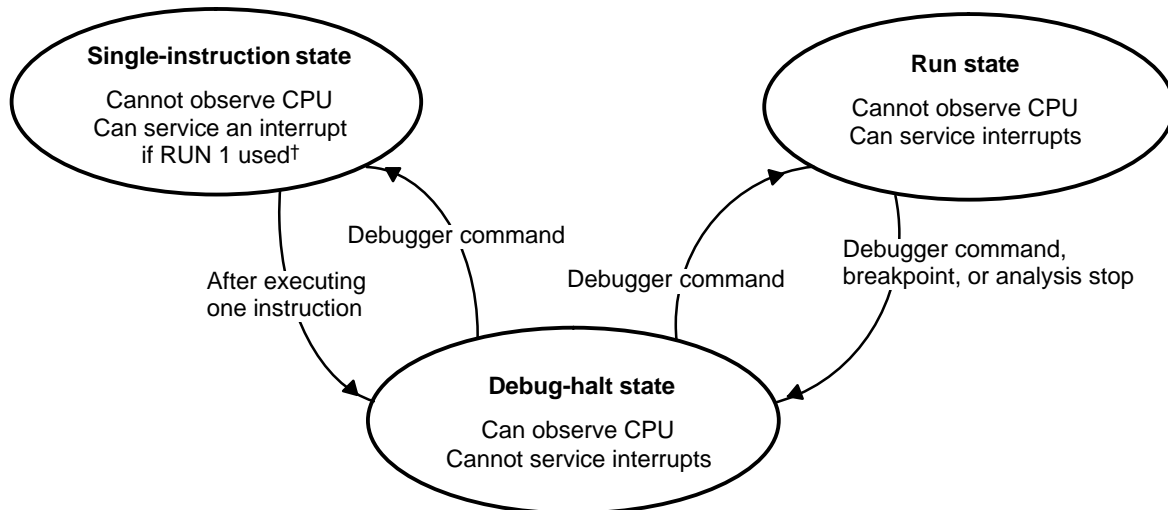 Single-instruction state
Cannot observe CPU
Can service an interrupt
if RUN 1 used†
Run state
Cannot observe CPU
Can service interrupts
Debugger command
After executing
one instruction
Debugger command
Debugger command,
breakpoint, or analysis stop
Debug-halt state
Can observe CPU
Cannot service interrupts